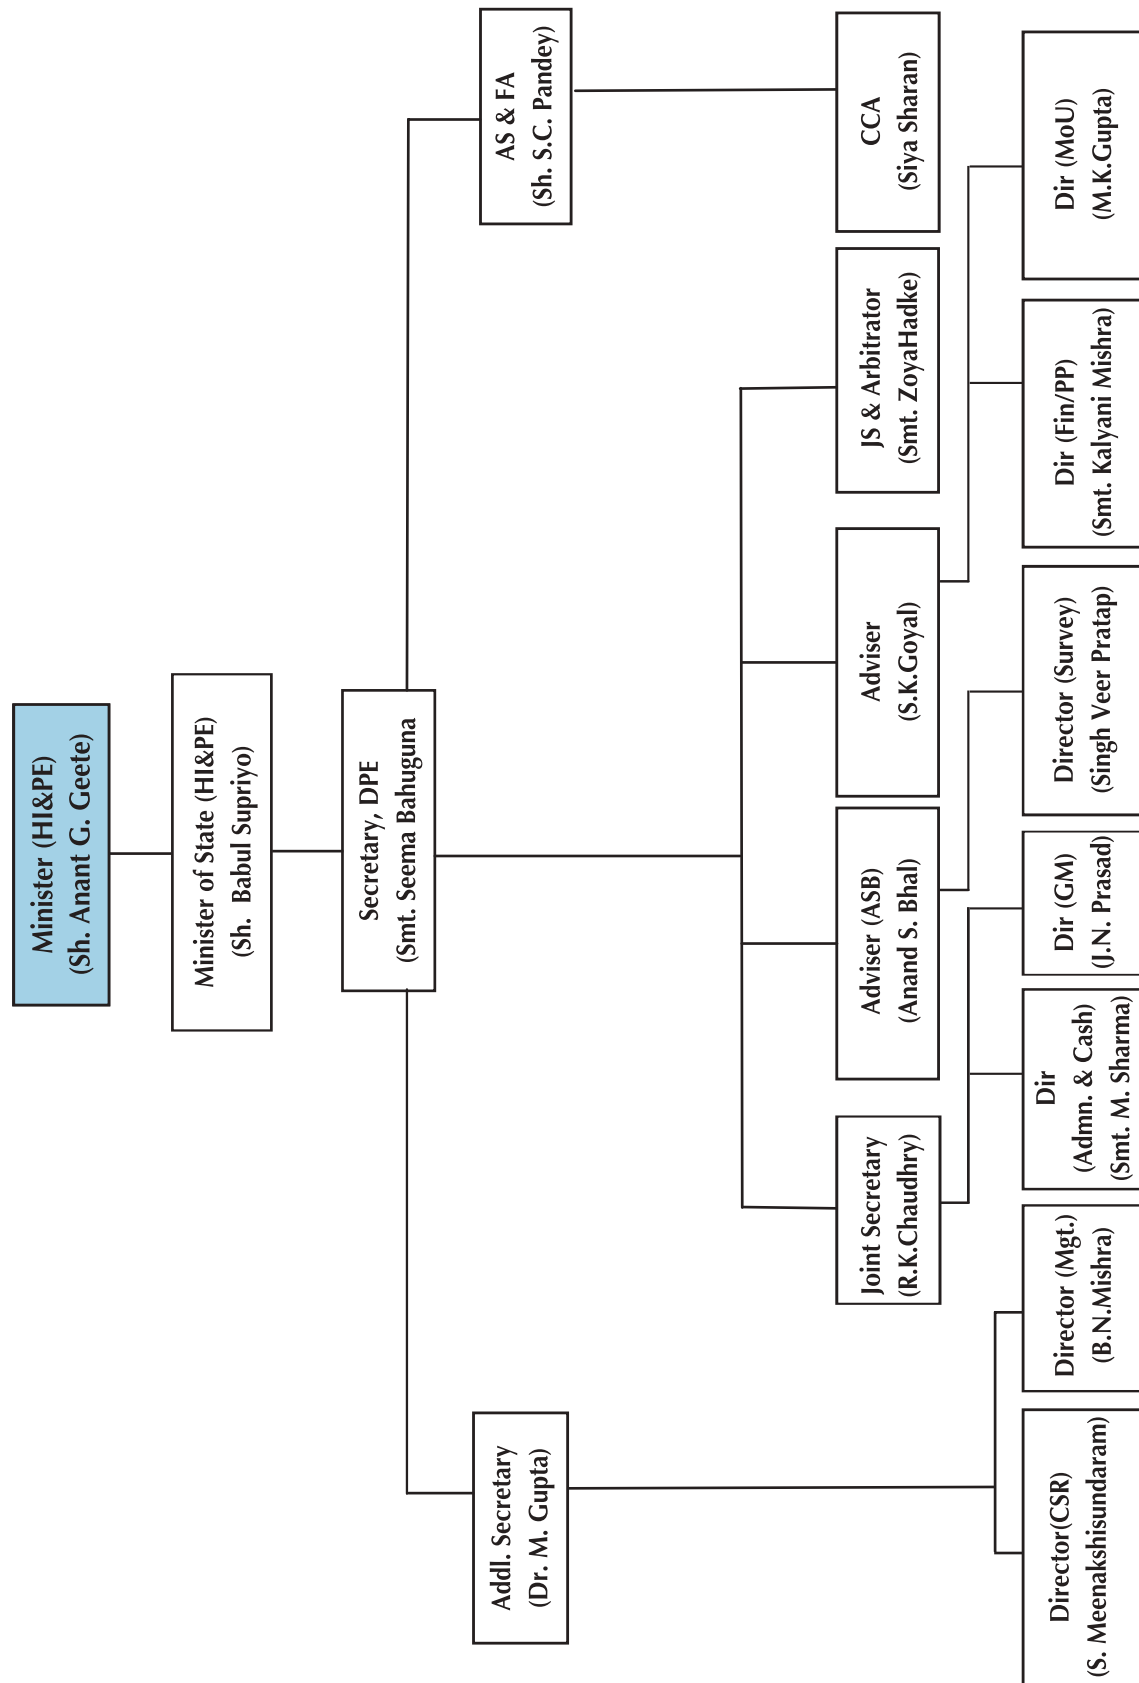 Minister (HI&PE)
(Sh. Anant G. Geete)
Minister of State (HI&PE)
(Sh. Babul Supriyo)
Secretary, DPE
(Smt. Seema Bahuguna
Addl. Secretary
(Dr. M. Gupta)
AS & FA
(Sh. S.C. Pandey)
Joint Secretary
(R.K.Chaudhry)
Adviser (ASB)
(Anand S. Bhal)
Adviser
(S.K.Goyal)
JS & Arbitrator
(Smt. ZoyaHadke)
CCA
(Siya Sharan)
Director(CSR)
(S. Meenakshisundaram)
Director (Mgt.)
(B.N.Mishra)
Dir
(Admn. & Cash)
(Smt. M. Sharma)
Dir (GM)
(J.N. Prasad)
Director (Survey)
(Singh Veer Pratap)
Dir (Fin/PP)
(Smt. Kalyani Mishra)
Dir (MoU)
(M.K.Gupta)